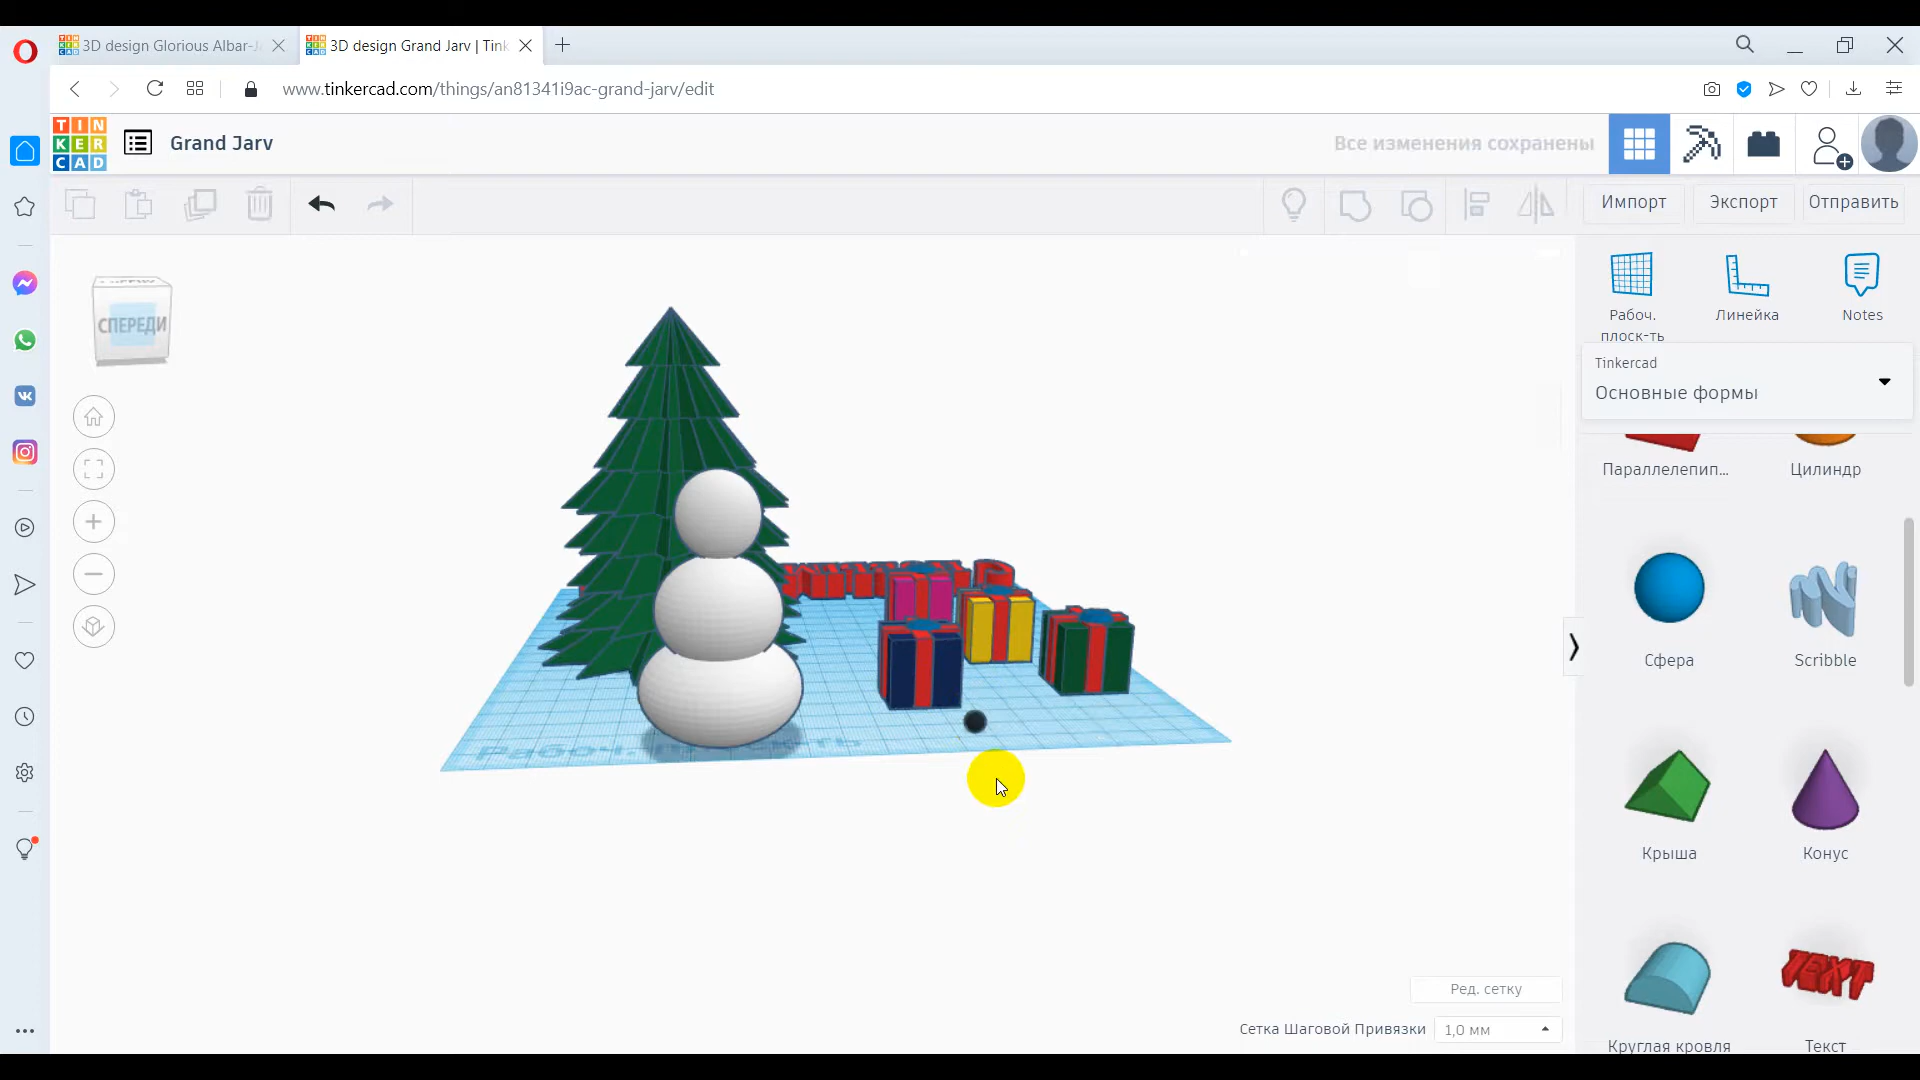 3D design Glorious Albar-J
3D design Grand Jarv | Tink
www.tinkercad.com/things/an81341i9ac-grand-jarv/edit
TIN
KER
CAD
Grand Jarv
Все изменения сохранены
Импорт
Экспорт
Отправить
СПЕРЕДИ
Рабоч.
плоск-ть
Линейка
Notes
Tinkercad
Основные формы
Параллелепип...
Цилиндр
Сфера
Scribble
Крыша
Конус
TEXT
Круглая кровля
Текст
Ред. сетку
Сетка Шаговой Привязки
1,0 мм